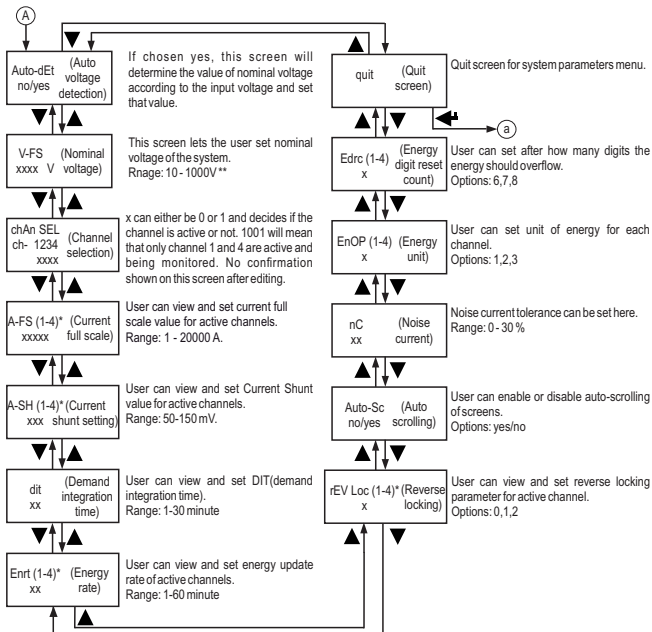 A
Auto-dEt (Auto
no/yes voltage
detection)
If chosen yes, this screen will
determine the value of nominal voltage
according to the input voltage and set
that value.
V-FS (Nominal
xxxx V voltage)
This screen lets the user set nominal
voltage of the system.
Rnage: 10 - 1000V **
chAn SEL (Channel
ch- 1234 selection)
xxxx
x can either be 0 or 1 and decides if the
channel is active or not. 1001 will mean
that only channel 1 and 4 are active and
being monitored. No confirmation
shown on this screen after editing.
A-FS (1-4)* (Current
xxxxx full scale)
User can view and set current full
scale value for active channels.
Range: 1 - 20000 A.
A-SH (1-4)* (Current
xxx shunt setting)
User can view and set Current Shunt
value for active channels.
Range: 50-150 mV.
dit (Demand
xx integration
time)
User can view and set DIT(demand
integration time).
Range: 1-30 minute
Enrt (1-4)* (Energy
xx rate)
User can view and set energy update
rate of active channels.
Range: 1-60 minute
quit (Quit
screen)
Quit screen for system parameters menu.
a
Edrc (1-4) (Energy
x digit reset
count)
User can set after how many digits the
energy should overflow.
Options: 6,7,8
EnOP (1-4) (Energy
x unit)
User can set unit of energy for each
channel.
Options: 1,2,3
nC (Noise
xx current)
Noise current tolerance can be set here.
Range: 0 - 30 %
Auto-Sc (Auto
no/yes scrolling)
User can enable or disable auto-scrolling
of screens.
Options: yes/no
rEV Loc (1-4)* (Reverse
x locking)
User can view and set reverse locking
parameter for active channel.
Options: 0,1,2